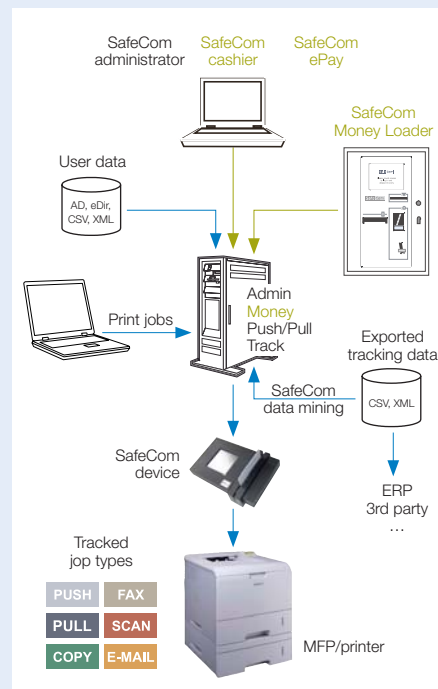 SafeCom
administrator
SafeCom
cashier
SafeCom
ePay
SafeCom
Money Loader
User data
AD, eDir,
CSV, XML
Print jobs
Admin
Money
Push/Pull
Track
Exported
tracking data
CSV, XML
SafeCom
data mining
ERP
3rd party
...
SafeCom
device
Tracked
jop types
PUSH
FAX
PULL
SCAN
COPY
E-MAIL
MFP/printer